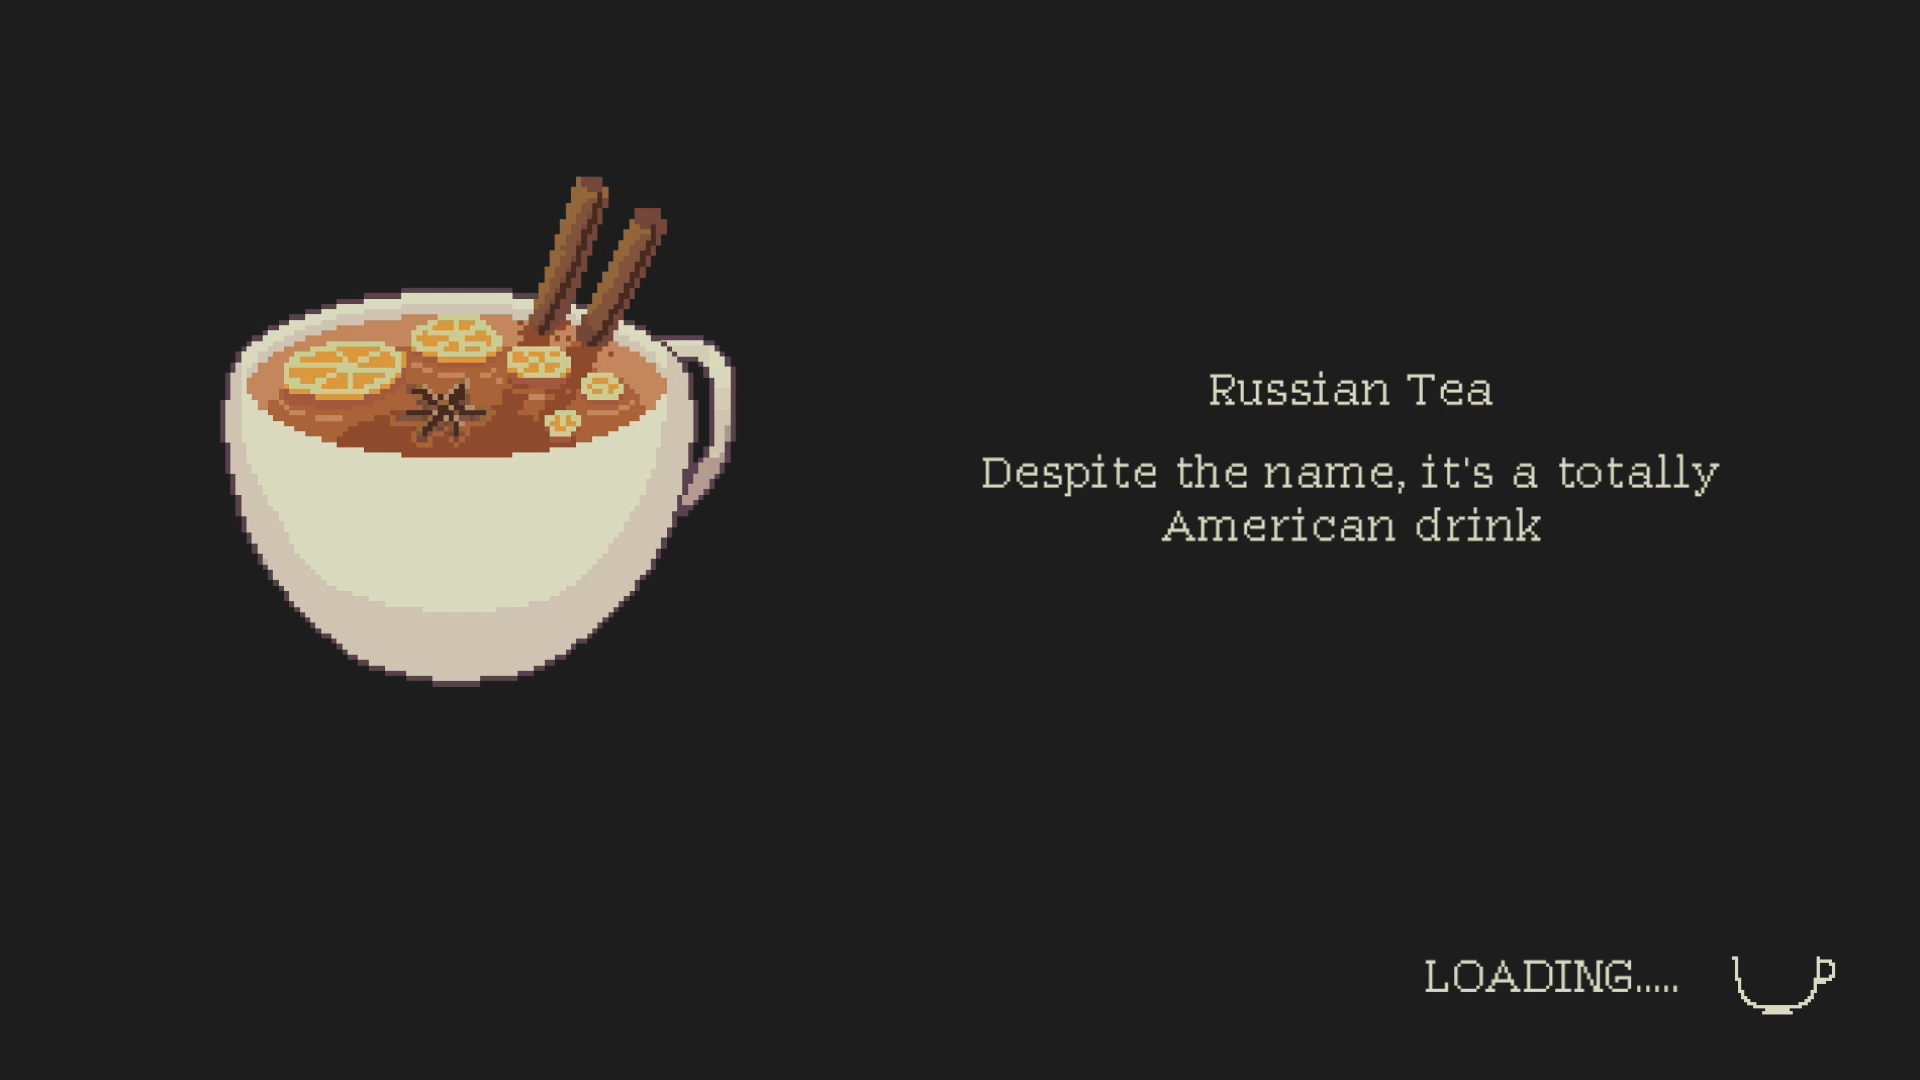 Russian Tea
Despite the name, it's a totally
American drink
LOADING.....